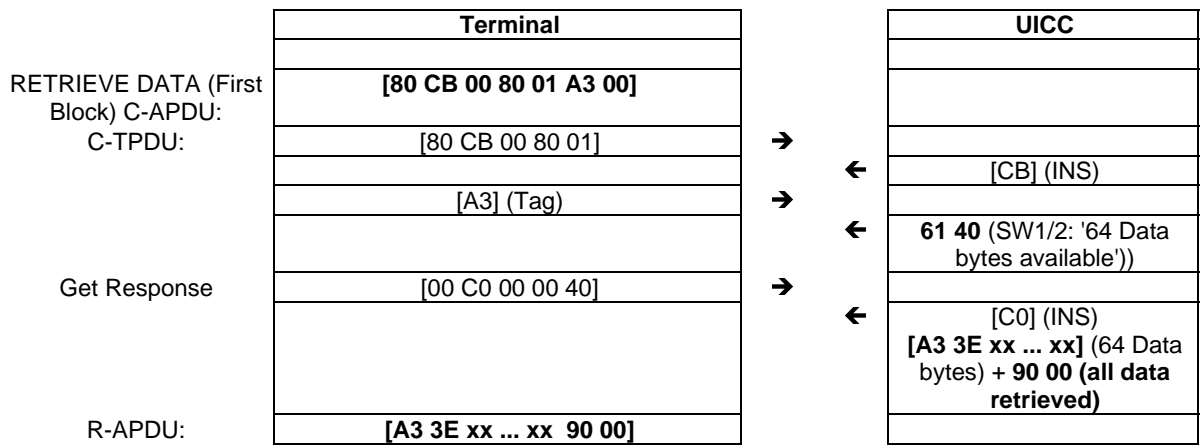 Terminal UICC
RETRIEVE DATA (First [80 CB 00 80 01 A3 00]
Block) C-APDU:
C-TPDU: [80 CB 00 80 01] ➔
← [CB] (INS)
[A3] (Tag) ➔
← 61 40 (SW1/2: '64 Data
bytes available'))
Get Response [00 C0 00 00 40] ➔
← [C0] (INS)
[A3 3E xx ... xx] (64 Data
bytes) + 90 00 (all data
retrieved)
R-APDU: [A3 3E xx ... xx 90 00]